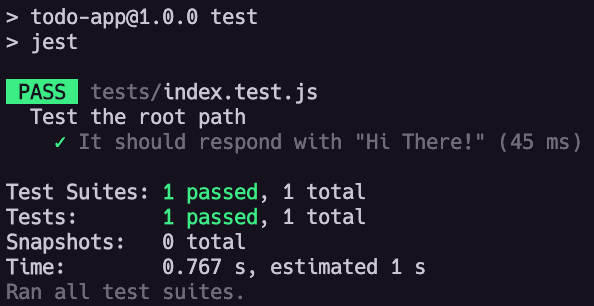 > todo-app@1.0.0 test
> jest
PASS tests/index.test.js
Test the root path
✓ It should respond with "Hi There!" (45 ms)
Test Suites: 1 passed, 1 total
Tests: 1 passed, 1 total
Snapshots: 0 total
Time: 0.767 s, estimated 1 s
Ran all test suites.